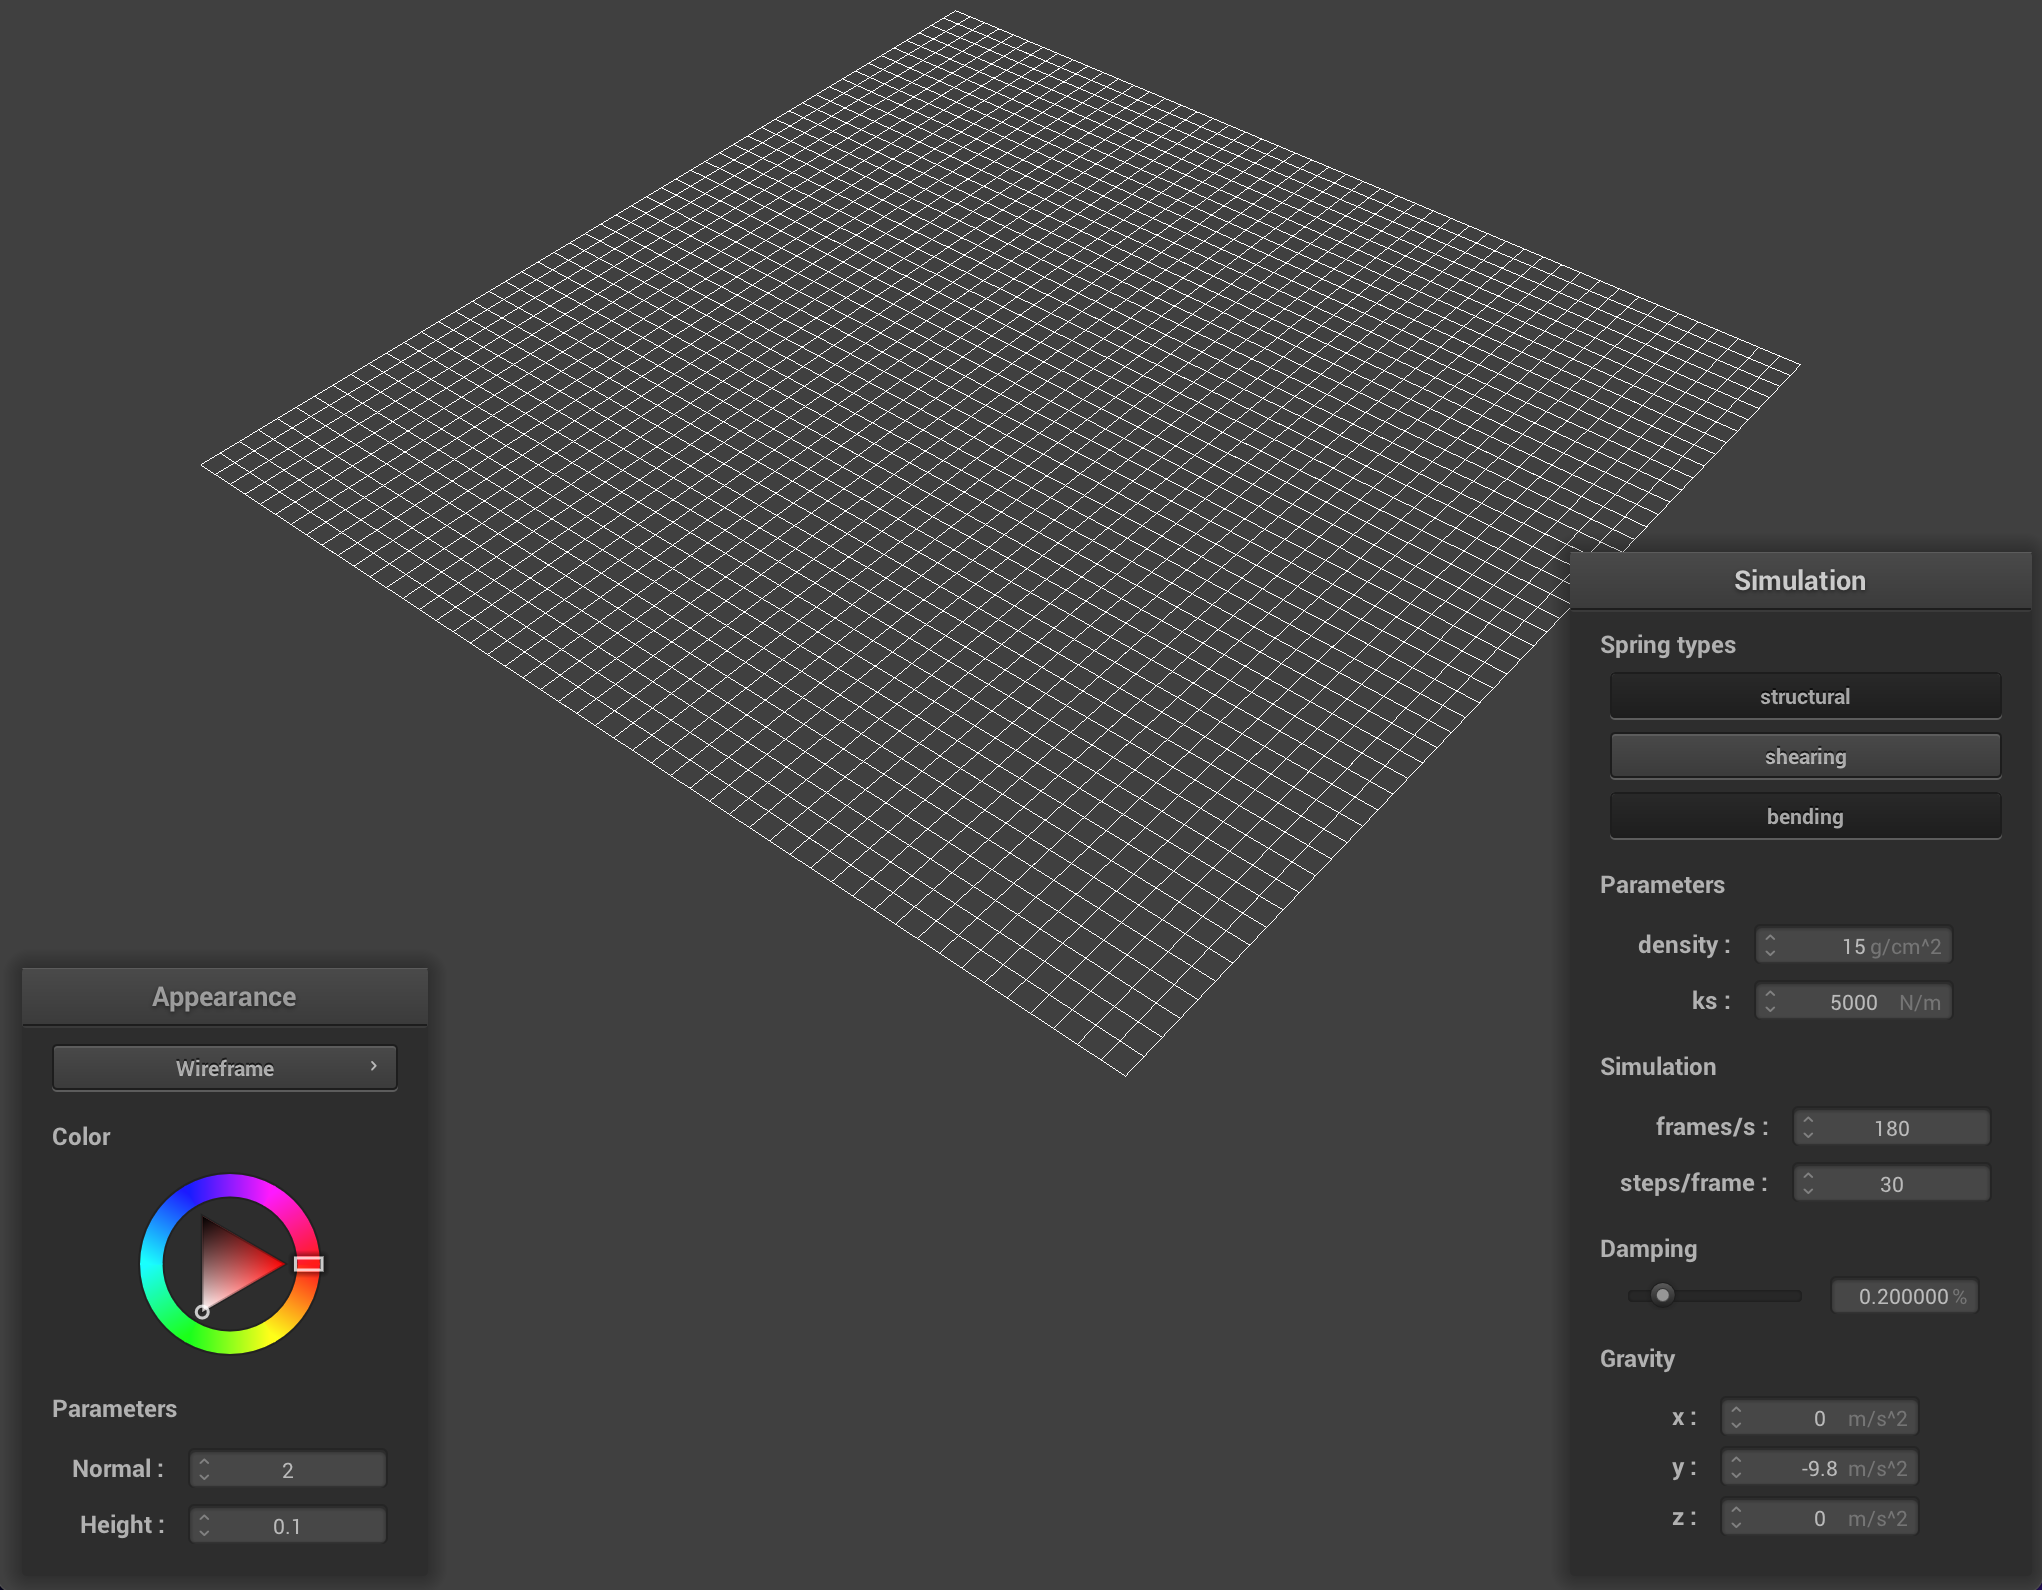 Simulation
Spring types
structural
shearing
bending
Parameters
density : 15 g/cm^2
ks : 5000 N/m
Simulation
frames/s : 180
steps/frame : 30
Damping
0.200000 %
Gravity
x : 0 m/s^2
y : -9.8 m/s^2
z : 0 m/s^2
Appearance
Wireframe
Color
Parameters
Normal : 2
Height : 0.1